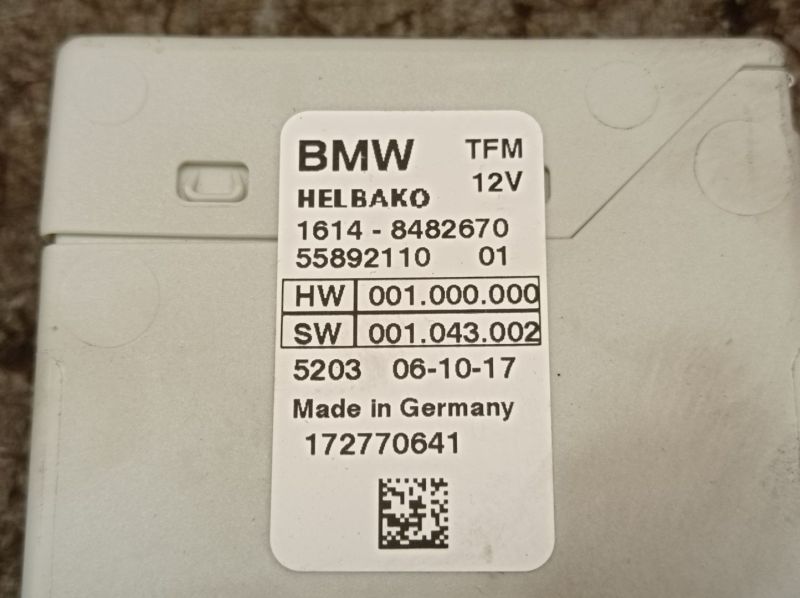 BMW TFM
HELBAKO 12V
1614 - 8482670
55892110 01
HW 001.000.000
SW 001.043.002
5203 06-10-17
Made in Germany
172770641